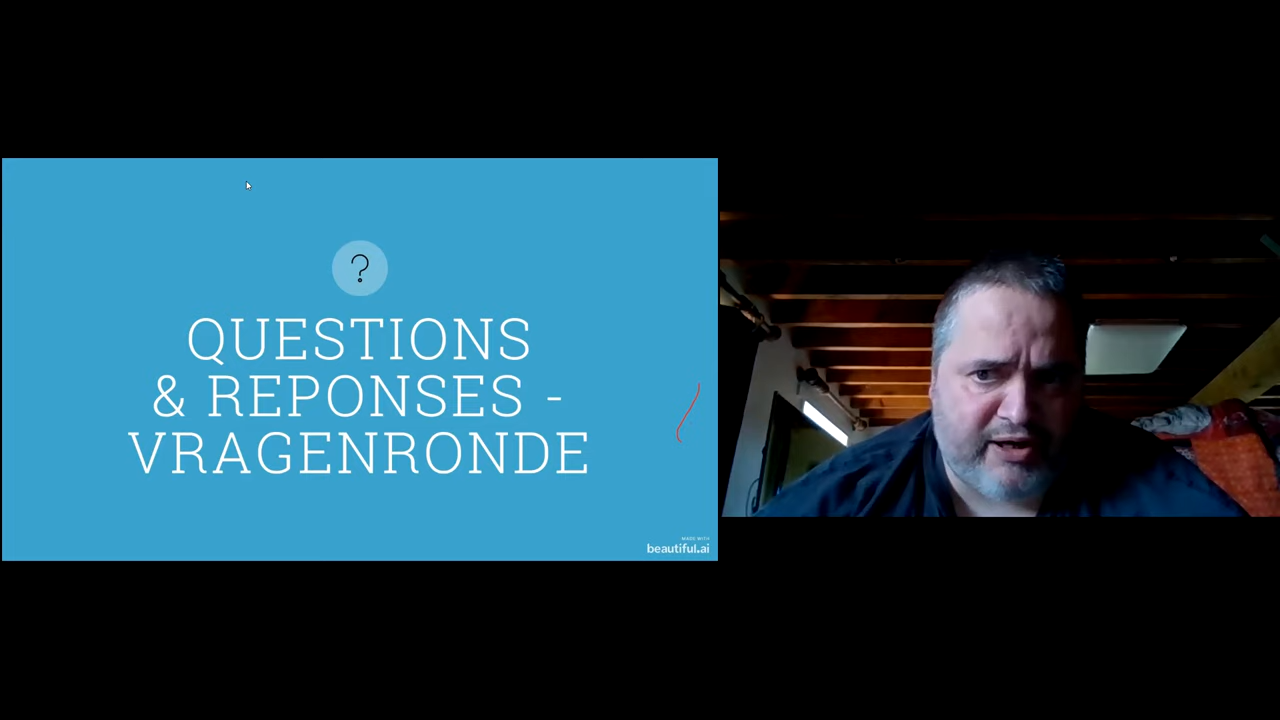 ?
QUESTIONS
& REPONSES -
VRAGENRONDE
MADE WITH
beautiful.ai